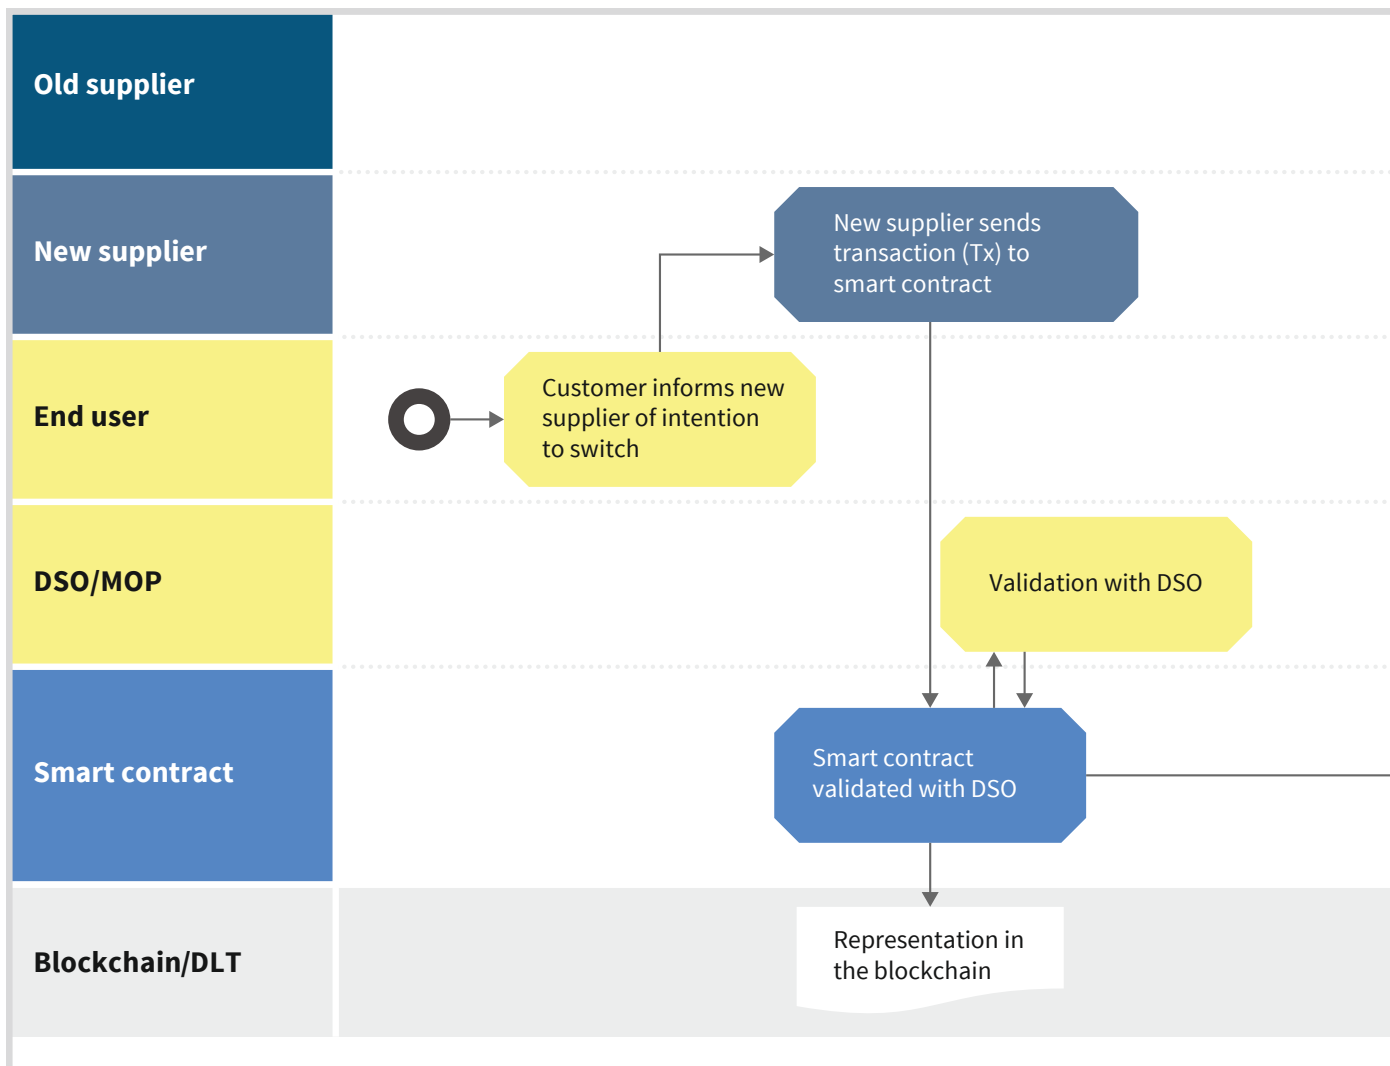 Old supplier
New supplier
New supplier sends
transaction (Tx) to
smart contract
End user
Customer informs new
supplier of intention
to switch
DSO/MOP
Validation with DSO
Smart contract
Smart contract
validated with DSO
Blockchain/DLT
Representation in
the blockchain